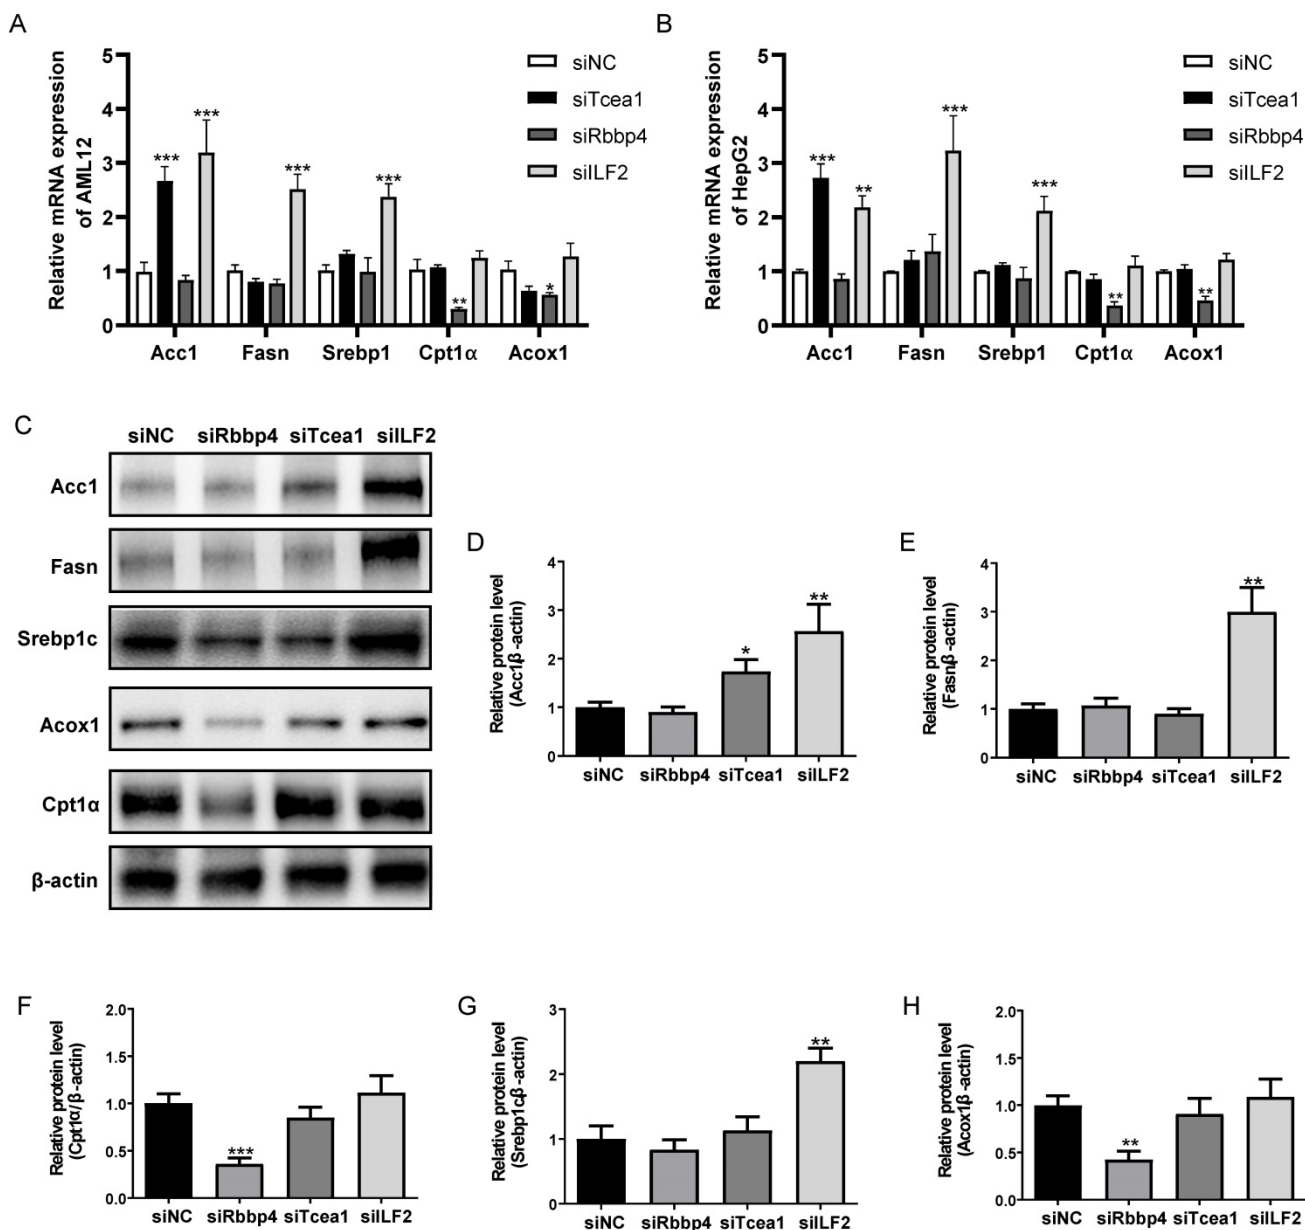 A
Relative mRNA expression
of AML12
5
4
3
2
1
0
*** *** *** *** ** *
Acc1 Fasn Srebp1 Cpt1α Acox1
siNC
siTcea1
siRbbp4
siILF2
B
Relative mRNA expression
of HepG2
5
4
3
2
1
0
*** ** *** *** ** **
Acc1 Fasn Srebp1 Cpt1α Acox1
siNC
siTcea1
siRbbp4
siILF2
C
siNC siRbbp4 siTcea1 siILF2
Acc1
Fasn
Srebp1c
Acox1
Cpt1α
β-actin
D
Relative protein level
(Acc1/β-actin)
4
3
2
1
0
* **
siNC siRbbp4 siTcea1 siILF2
E
Relative protein level
(Fasn/β-actin)
4
3
2
1
0
**
siNC siRbbp4 siTcea1 siILF2
F
Relative protein level
(Cpt1α/β-actin)
2.0
1.5
1.0
0.5
0.0
***
siNC siRbbp4 siTcea1 siILF2
G
Relative protein level
(Srebp1c/β-actin)
3
2
1
0
**
siNC siRbbp4 siTcea1 siILF2
H
Relative protein level
(Acox1/β-actin)
2.0
1.5
1.0
0.5
0.0
**
siNC siRbbp4 siTcea1 siILF2